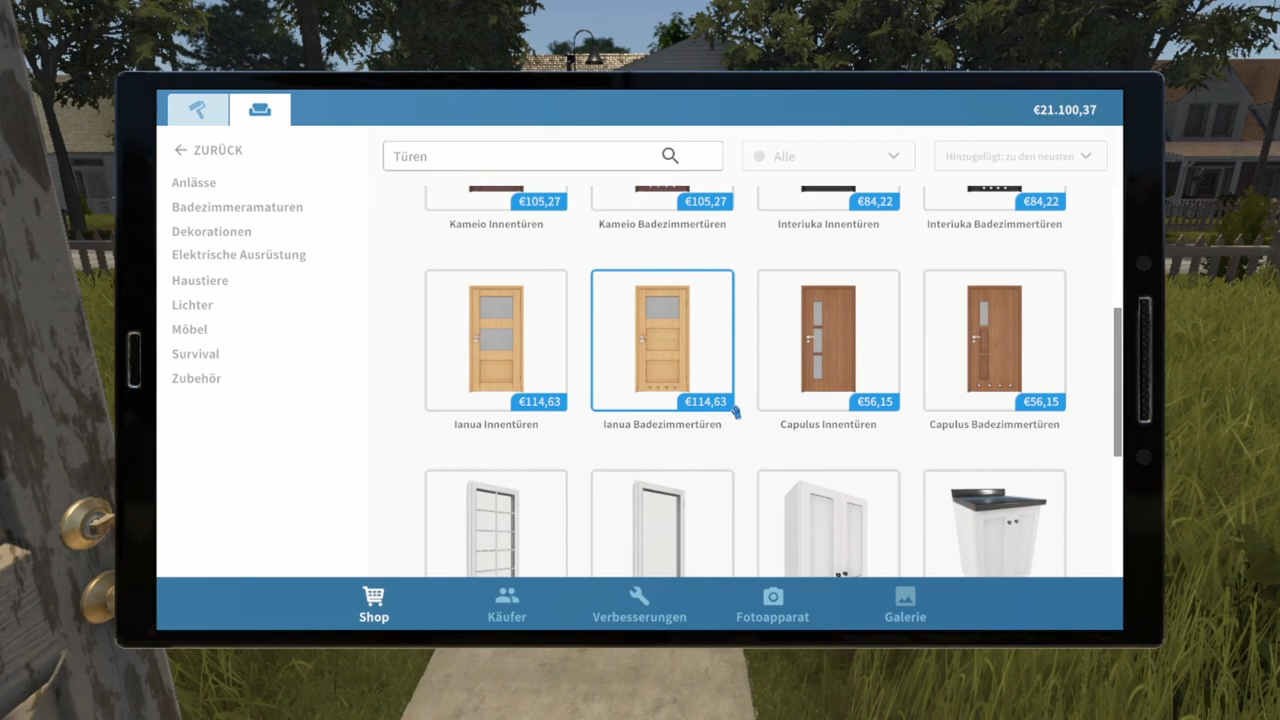 €21.100,37
ZURÜCK
Anlässe
Badezimmeramaturen
Dekorationen
Elektrische Ausrüstung
Haustiere
Lichter
Möbel
Survival
Zubehör
Türen
Alle
Hinzugefügt: zu den neusten
€105,27
€105,27
€84,22
€84,22
Kameio Innentüren
Kameio Badezimmertüren
Interiuka Innentüren
Interiuka Badezimmertüren
€114,63
€114,63
€56,15
€56,15
Ianua Innentüren
Ianua Badezimmertüren
Capulus Innentüren
Capulus Badezimmertüren
Shop
Käufer
Verbesserungen
Fotoapparat
Galerie